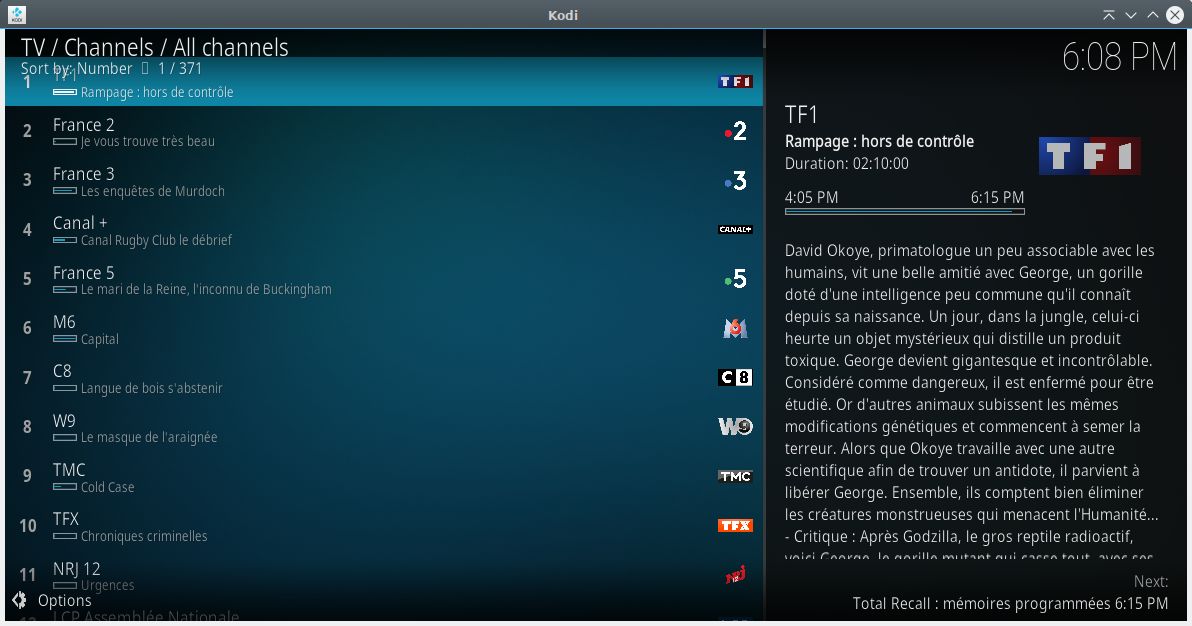 Kodi
TV / Channels / All channels
Sort by: Number 1 / 371
6:08 PM
1 TF1
Rampage : hors de contrôle
TF1
2 France 2
Je vous trouve très beau
2
3 France 3
Les enquêtes de Murdoch
3
4 Canal +
Canal Rugby Club le débrief
CANAL+
5 France 5
Le mari de la Reine, l'inconnu de Buckingham
5
6 M6
Capital
M6
7 C8
Langue de bois s'abstenir
C8
8 W9
Le masque de l'araignée
W9
9 TMC
Cold Case
TMC
10 TFX
Chroniques criminelles
TFX
11 NRJ 12
Urgences
NRJ 12
LCP Assemblée Nationale
Options
TF1
Rampage : hors de contrôle
Duration: 02:10:00
TF1
4:05 PM 6:15 PM
David Okoye, primatologue un peu associable avec les
humains, vit une belle amitié avec George, un gorille
doté d'une intelligence peu commune qu'il connaît
depuis sa naissance. Un jour, dans la jungle, celui-ci
heurte un objet mystérieux qui distille un produit
toxique. George devient gigantesque et incontrôlable.
Considéré comme dangereux, il est enfermé pour être
étudié. Or d'autres animaux subissent les mêmes
modifications génétiques et commencent à semer la
terreur. Alors que Okoye travaille avec une autre
scientifique afin de trouver un antidote, il parvient à
libérer George. Ensemble, ils comptent bien éliminer
les créatures monstrueuses qui menacent l'Humanité...
- Critique : Après Godzilla, le gros reptile radioactif,
voici George, le gorille mutant qui casse tout, avec ses
Next:
Total Recall : mémoires programmées 6:15 PM